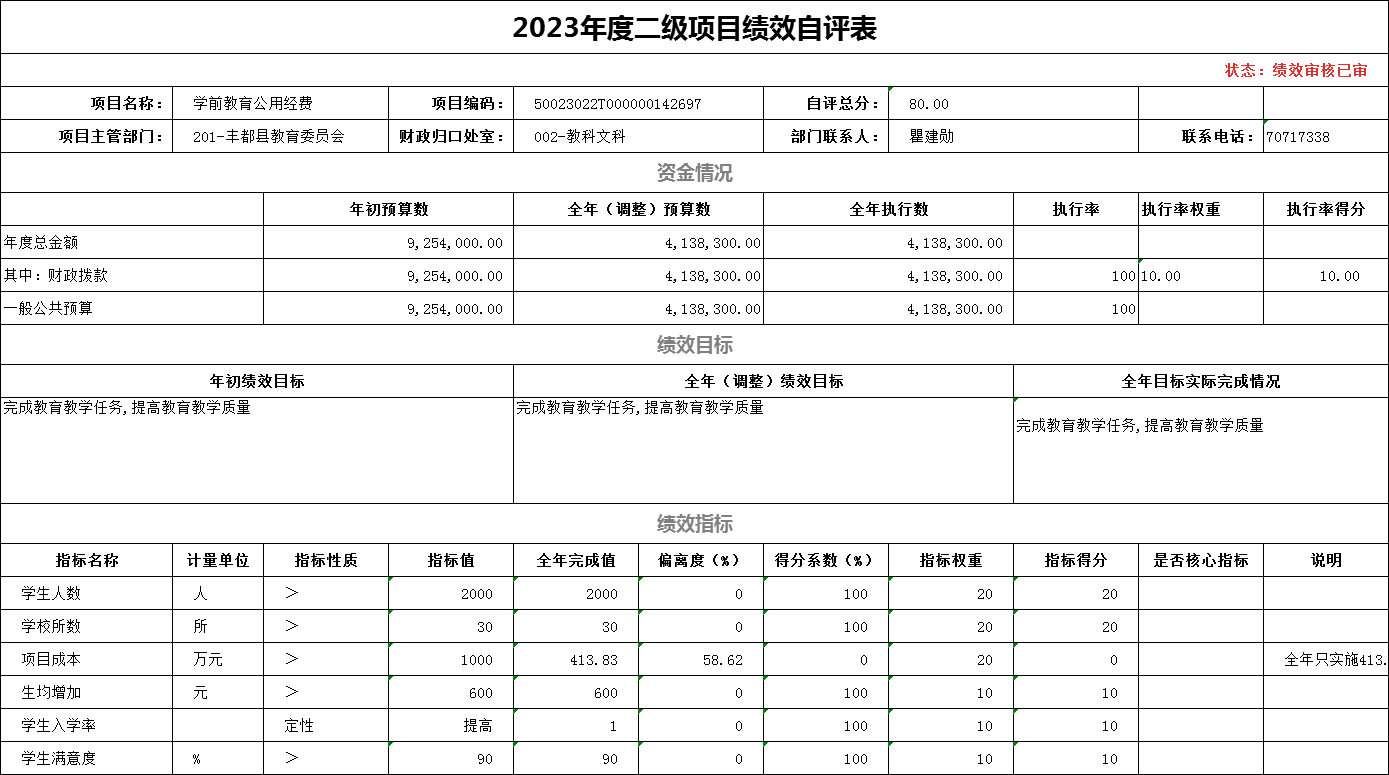 2023年度二级项目绩效自评表
状态：绩效审核已审
项目名称： 学前教育公用经费 项目编码： 50023022T000000142697 自评总分： 80.00
项目主管部门： 201-丰都县教育委员会 财政归口处室： 002-教科文科 部门联系人： 瞿建勋 联系电话： 70717338
资金情况
年初预算数 全年（调整）预算数 全年执行数 执行率 执行率权重 执行率得分
年度总金额 9,254,000.00 4,138,300.00 4,138,300.00
其中：财政拨款 9,254,000.00 4,138,300.00 4,138,300.00 100 10.00 10.00
一般公共预算 9,254,000.00 4,138,300.00 4,138,300.00 100
绩效目标
年初绩效目标 全年（调整）绩效目标 全年目标实际完成情况
完成教育教学任务,提高教育教学质量 完成教育教学任务,提高教育教学质量 完成教育教学任务,提高教育教学质量
绩效指标
指标名称 计量单位 指标性质 指标值 全年完成值 偏离度（%） 得分系数（%） 指标权重 指标得分 是否核心指标 说明
学生人数 人 ＞ 2000 2000 0 100 20 20
学校所数 所 ＞ 30 30 0 100 20 20
项目成本 万元 ＞ 1000 413.83 58.62 0 20 0 全年只实施413.
生均增加 元 ＞ 600 600 0 100 10 10
学生入学率 定性 提高 1 0 100 10 10
学生满意度 % ＞ 90 90 0 100 10 10